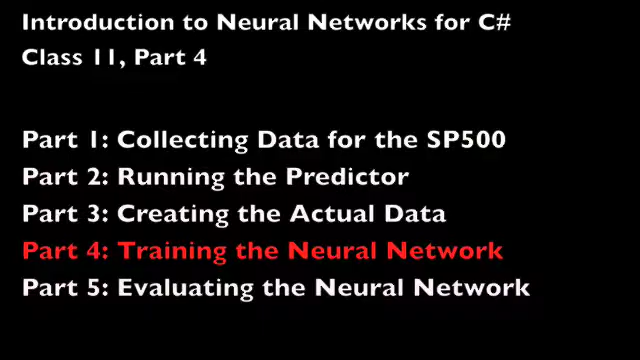 Introduction to Neural Networks for C#
Class 11, Part 4
Part 1: Collecting Data for the SP500
Part 2: Running the Predictor
Part 3: Creating the Actual Data
Part 4: Training the Neural Network
Part 5: Evaluating the Neural Network